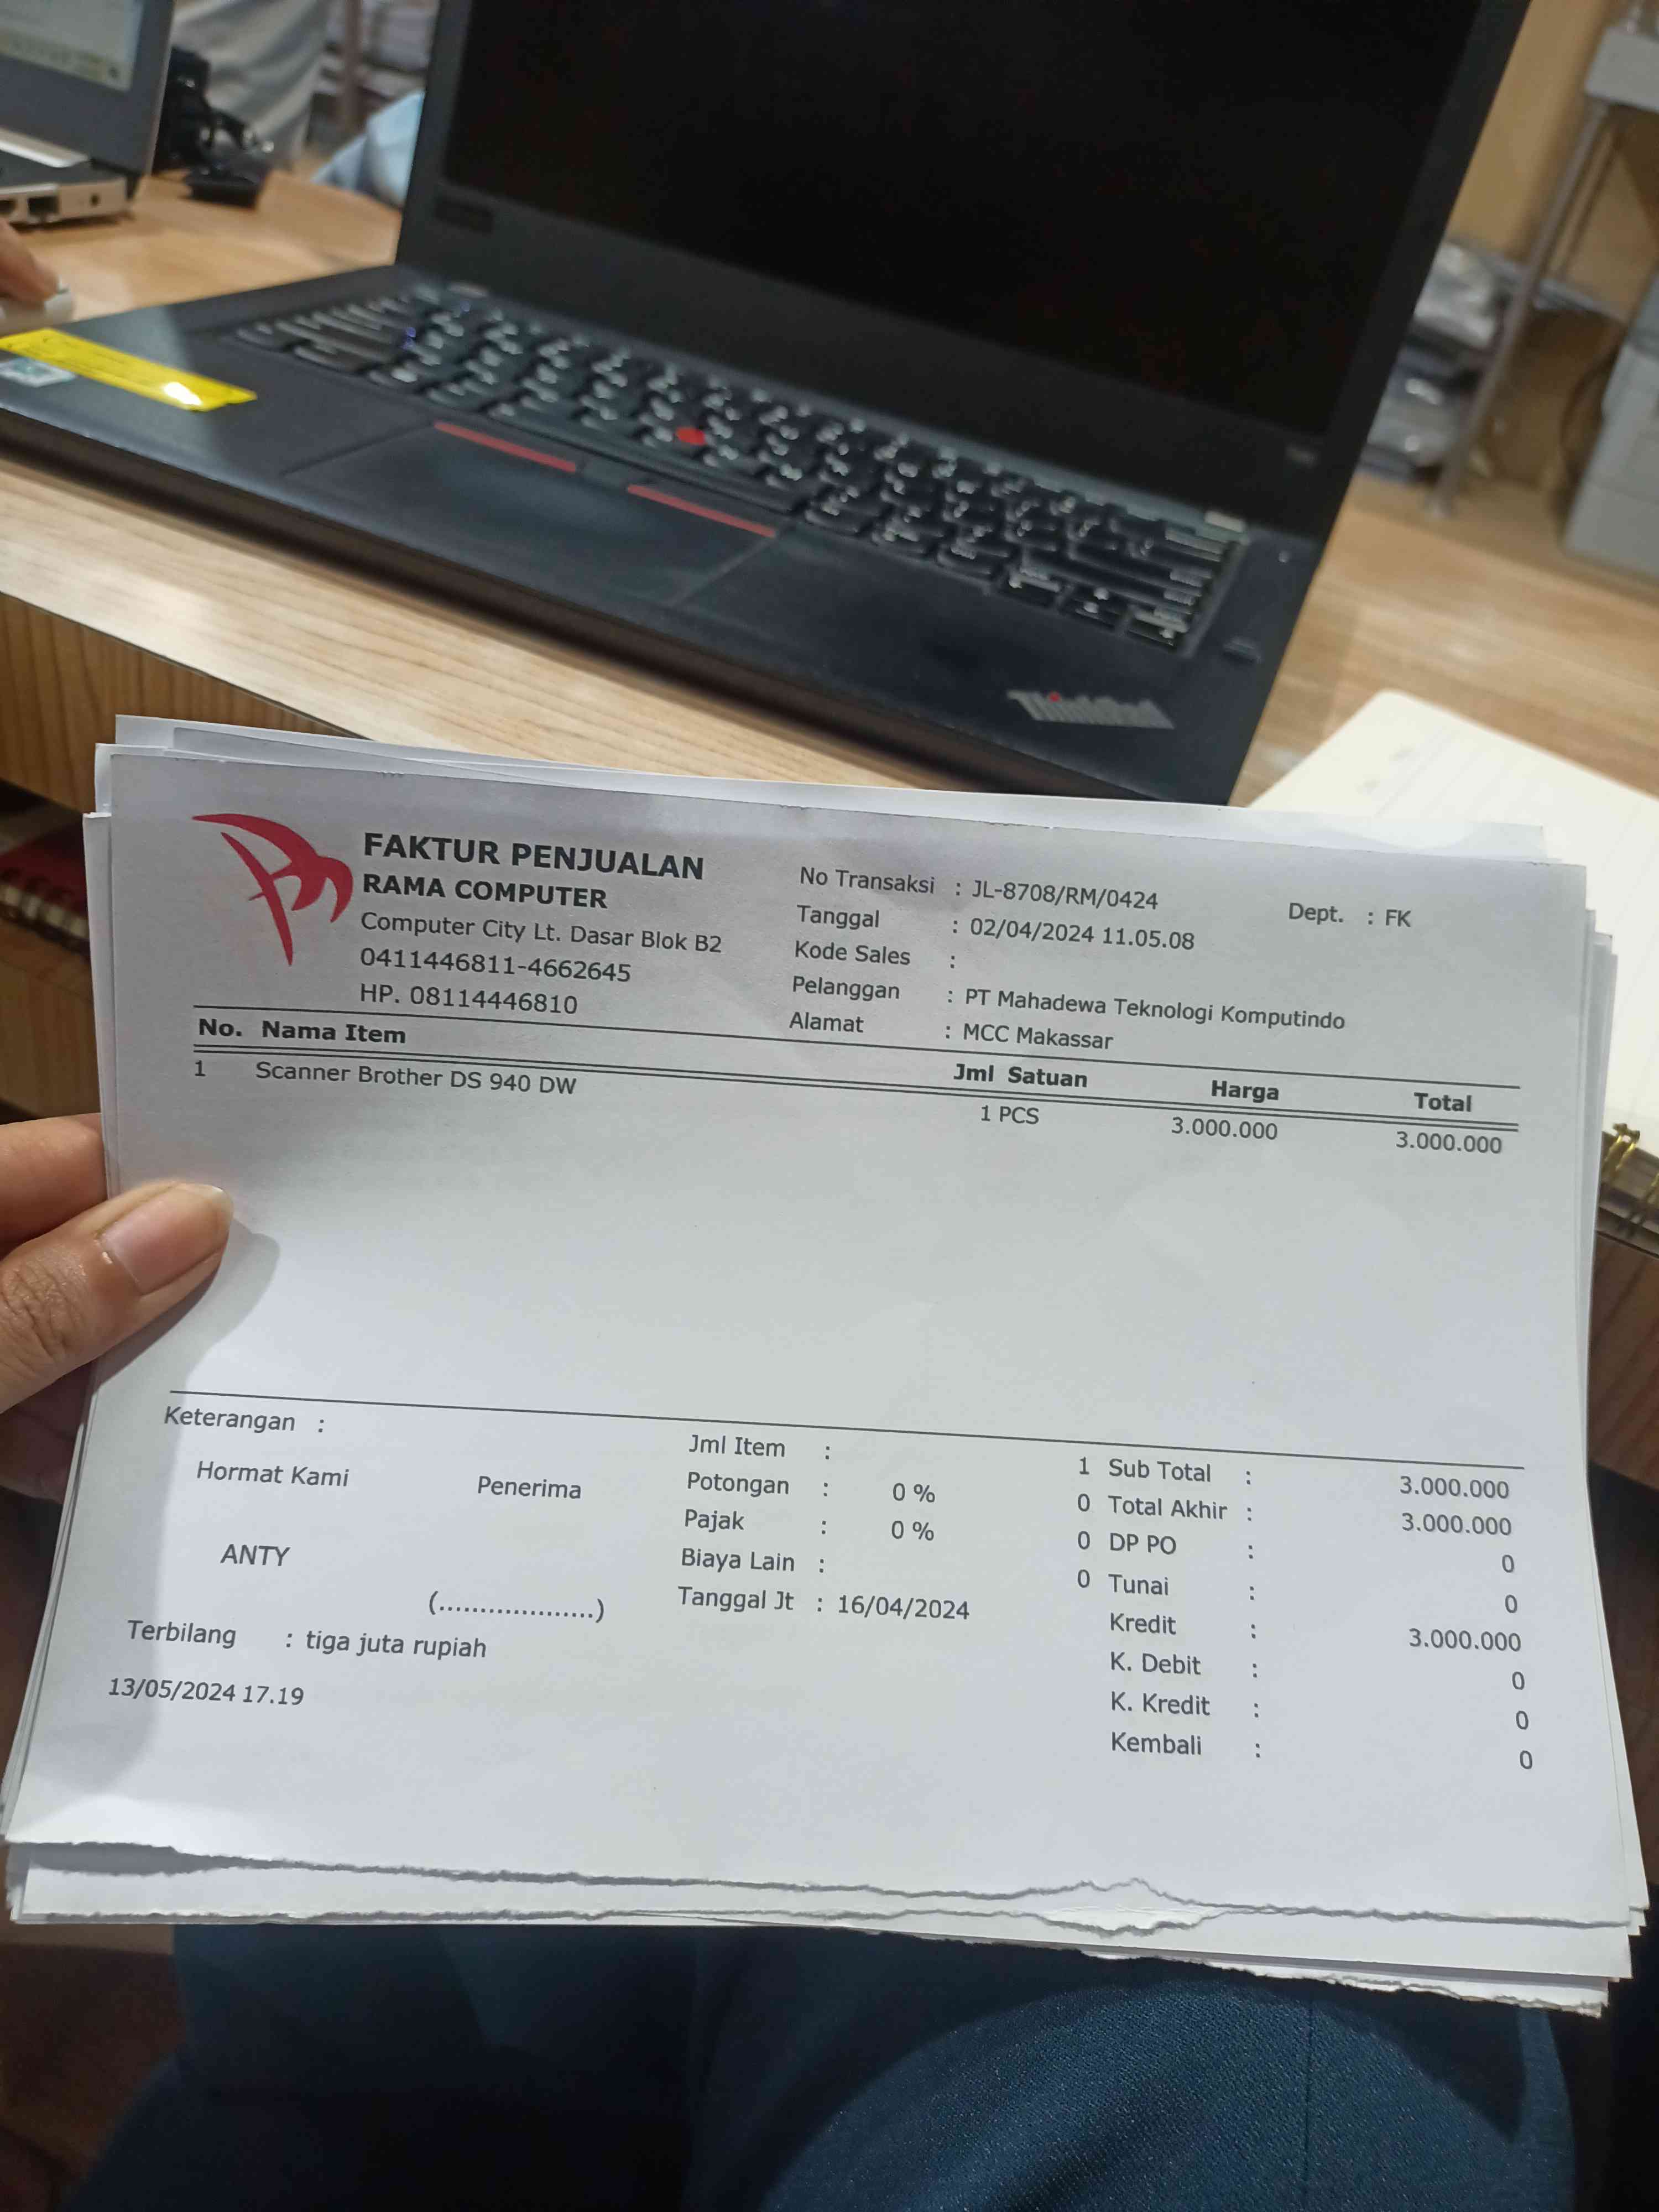 ThinkPad
FAKTUR PENJUALAN
RAMA COMPUTER
Computer City Lt. Dasar Blok B2
0411446811-4662645
HP. 08114446810
No Transaksi : JL-8708/RM/0424 Dept. : FK
Tanggal : 02/04/2024 11.05.08
Kode Sales :
Pelanggan : PT Mahadewa Teknologi Komputindo
Alamat : MCC Makassar
No. Nama Item Jml Satuan Harga Total
1 Scanner Brother DS 940 DW 1 PCS 3.000.000 3.000.000
Keterangan :
Hormat Kami Penerima
ANTY
(...................)
Terbilang : tiga juta rupiah
13/05/2024 17.19
Jml Item : 1
Potongan : 0 % 0
Pajak : 0 % 0
Biaya Lain : 0
Tanggal Jt : 16/04/2024
Sub Total : 3.000.000
Total Akhir : 3.000.000
DP PO : 0
Tunai : 0
Kredit : 3.000.000
K. Debit : 0
K. Kredit : 0
Kembali : 0